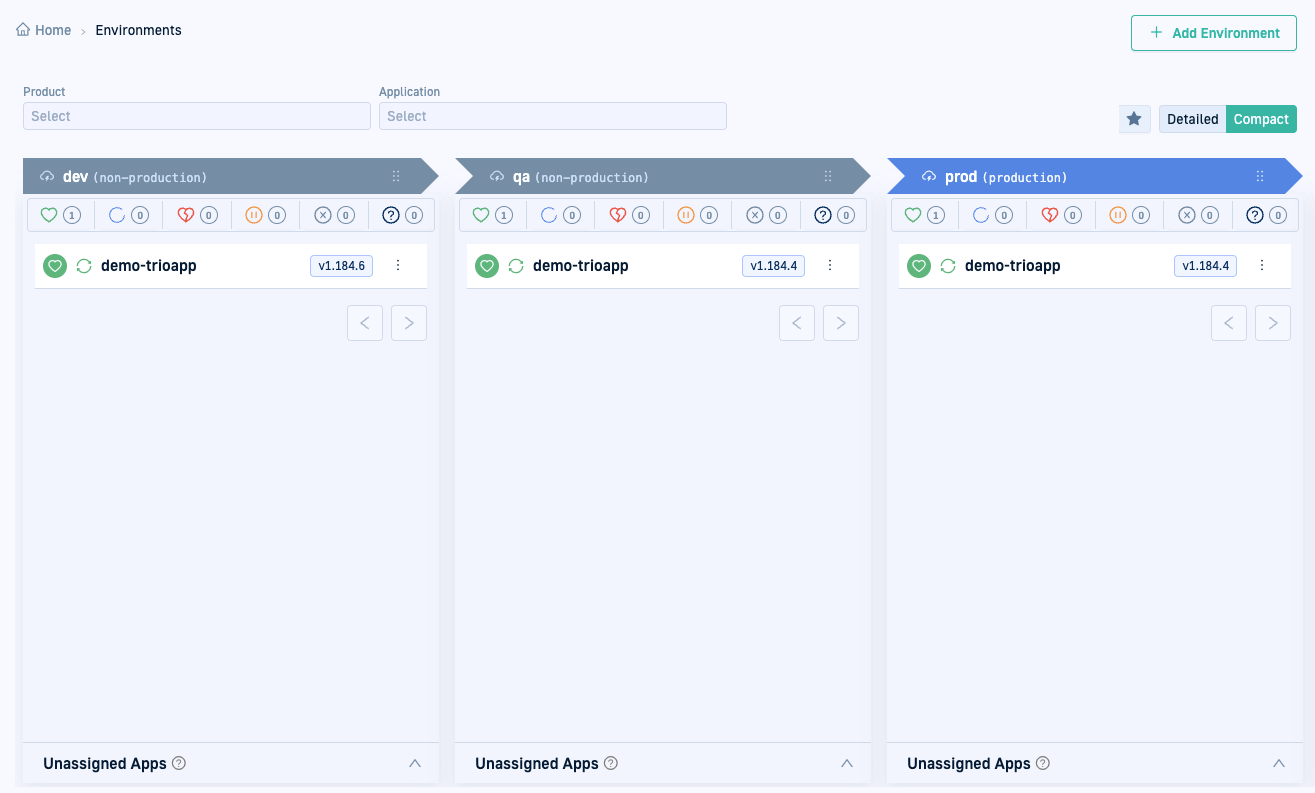 Home > Environments
+ Add Environment
Product
Select
Application
Select
Detailed
Compact
dev (non-production)
1 0 0 0 0 ? 0
demo-trioapp v1.184.6
Unassigned Apps ?
qa (non-production)
1 0 0 0 0 ? 0
demo-trioapp v1.184.4
Unassigned Apps ?
prod (production)
1 0 0 0 0 ? 0
demo-trioapp v1.184.4
Unassigned Apps ?